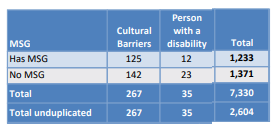 MSG Cultural Barriers Person with a disability Total
Has MSG 125 12 1,233
No MSG 142 23 1,371
Total 267 35 7,330
Total unduplicated 267 35 2,604